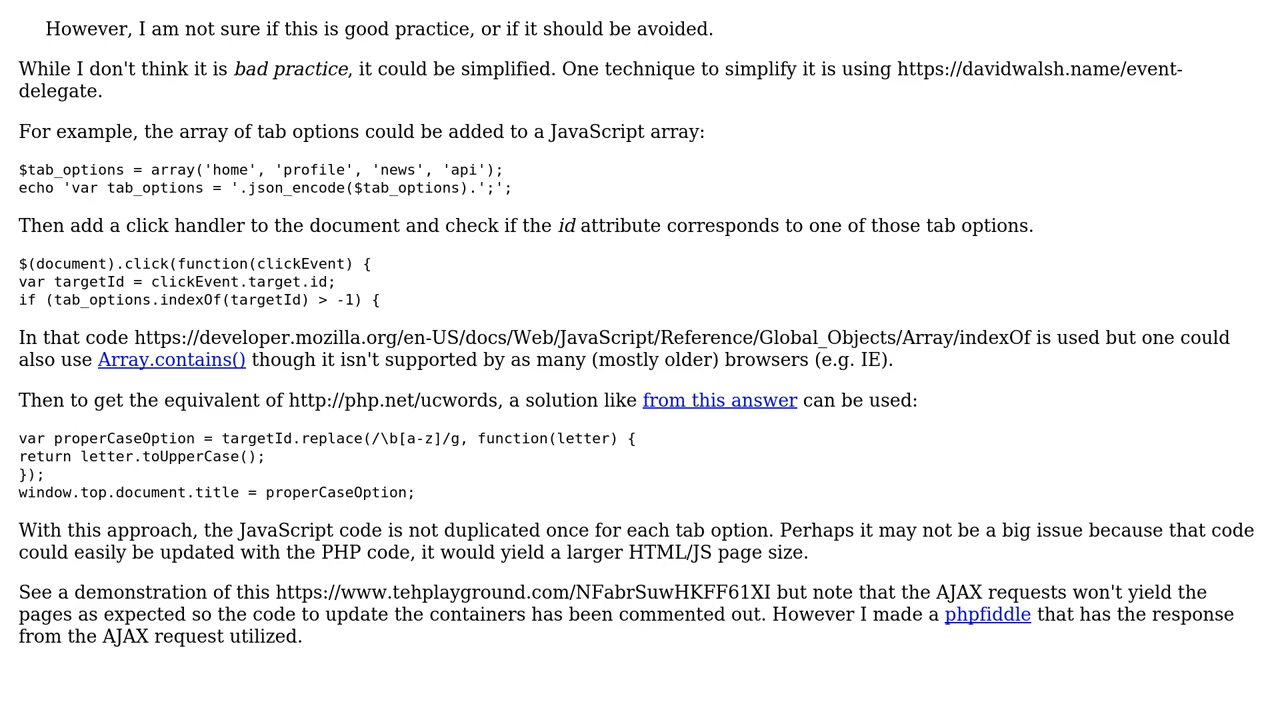 However, I am not sure if this is good practice, or if it should be avoided.
While I don't think it is bad practice, it could be simplified. One technique to simplify it is using https://davidwalsh.name/event-
delegate.
For example, the array of tab options could be added to a JavaScript array:
$tab_options = array('home', 'profile', 'news', 'api');
echo 'var tab_options = '.json_encode($tab_options).';';
Then add a click handler to the document and check if the id attribute corresponds to one of those tab options.
$(document).click(function(clickEvent) {
var targetId = clickEvent.target.id;
if (tab_options.indexOf(targetId) > -1) {
In that code https://developer.mozilla.org/en-US/docs/Web/JavaScript/Reference/Global_Objects/Array/indexOf is used but one could
also use Array.contains() though it isn't supported by as many (mostly older) browsers (e.g. IE).
Then to get the equivalent of http://php.net/ucwords, a solution like from this answer can be used:
var properCaseOption = targetId.replace(/\b[a-z]/g, function(letter) {
return letter.toUpperCase();
});
window.top.document.title = properCaseOption;
With this approach, the JavaScript code is not duplicated once for each tab option. Perhaps it may not be a big issue because that code
could easily be updated with the PHP code, it would yield a larger HTML/JS page size.
See a demonstration of this https://www.tehplayground.com/NFabrSuwHKFF61XI but note that the AJAX requests won't yield the
pages as expected so the code to update the containers has been commented out. However I made a phpfiddle that has the response
from the AJAX request utilized.